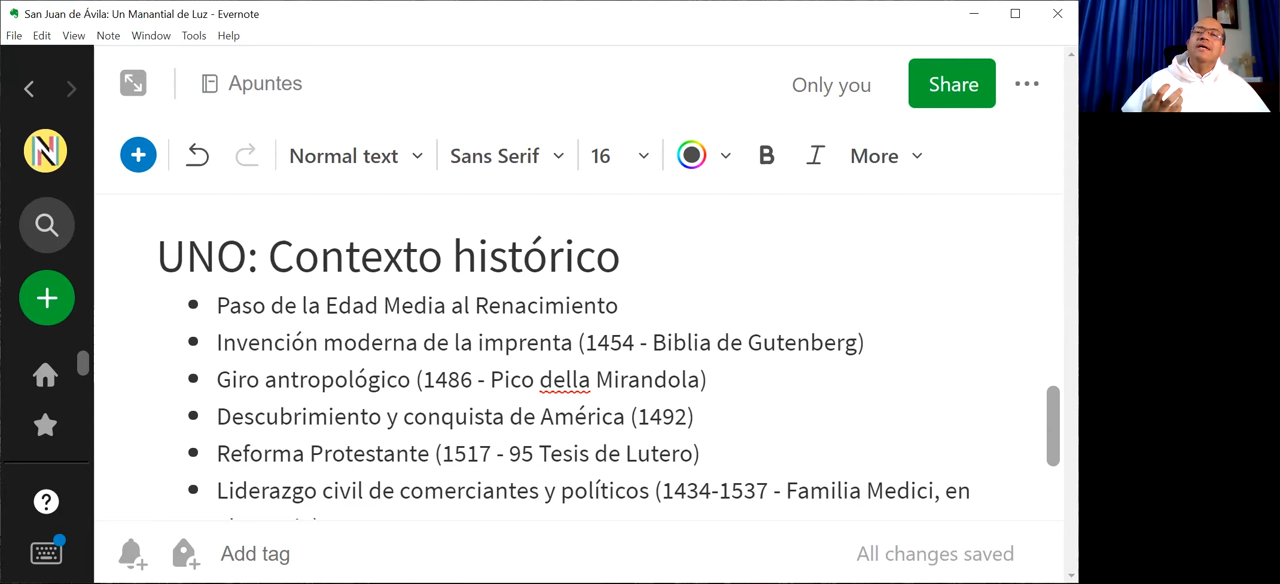 San Juan de Ávila: Un Manantial de Luz - Evernote
File Edit View Note Window Tools Help
Apuntes
Only you
Share
Normal text
Sans Serif
16
B
I
More
UNO: Contexto histórico
Paso de la Edad Media al Renacimiento
Invención moderna de la imprenta (1454 - Biblia de Gutenberg)
Giro antropológico (1486 - Pico della Mirandola)
Descubrimiento y conquista de América (1492)
Reforma Protestante (1517 - 95 Tesis de Lutero)
Liderazgo civil de comerciantes y políticos (1434-1537 - Familia Medici, en
Add tag
All changes saved